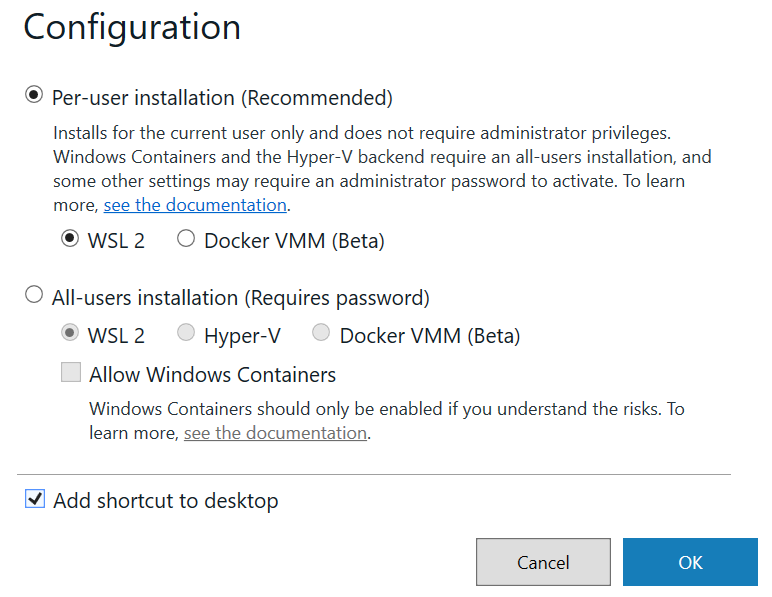 Configuration
Per-user installation (Recommended)
Installs for the current user only and does not require administrator privileges.
Windows Containers and the Hyper-V backend require an all-users installation, and
some other settings may require an administrator password to activate. To learn
more, see the documentation.
WSL 2 Docker VMM (Beta)
All-users installation (Requires password)
WSL 2 Hyper-V Docker VMM (Beta)
Allow Windows Containers
Windows Containers should only be enabled if you understand the risks. To
learn more, see the documentation.
Add shortcut to desktop
Cancel OK